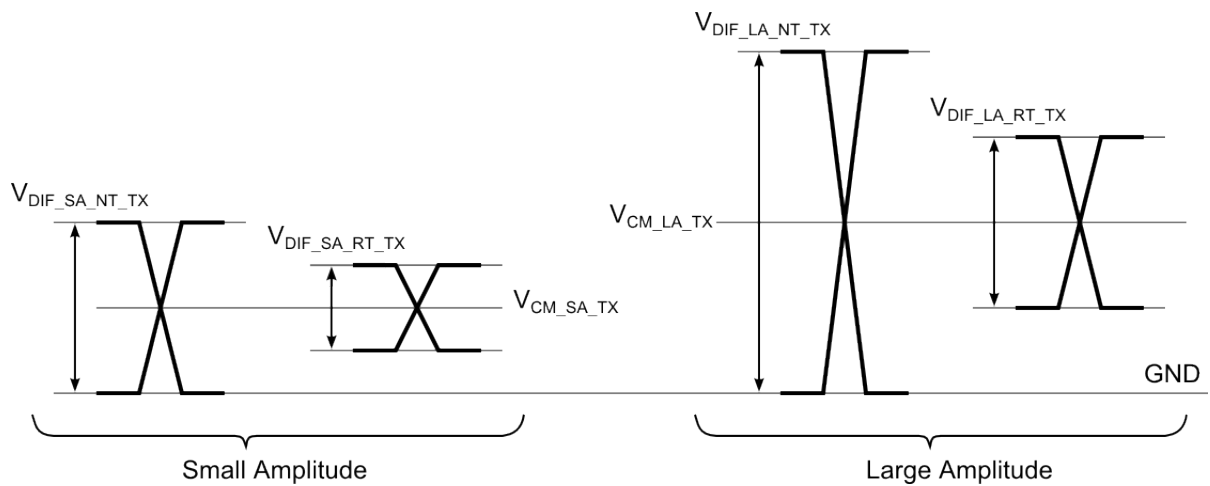 V_DIF_LA_NT_TX
V_DIF_LA_RT_TX
V_DIF_SA_NT_TX
V_CM_LA_TX
V_DIF_SA_RT_TX
V_CM_SA_TX
GND
Small Amplitude
Large Amplitude